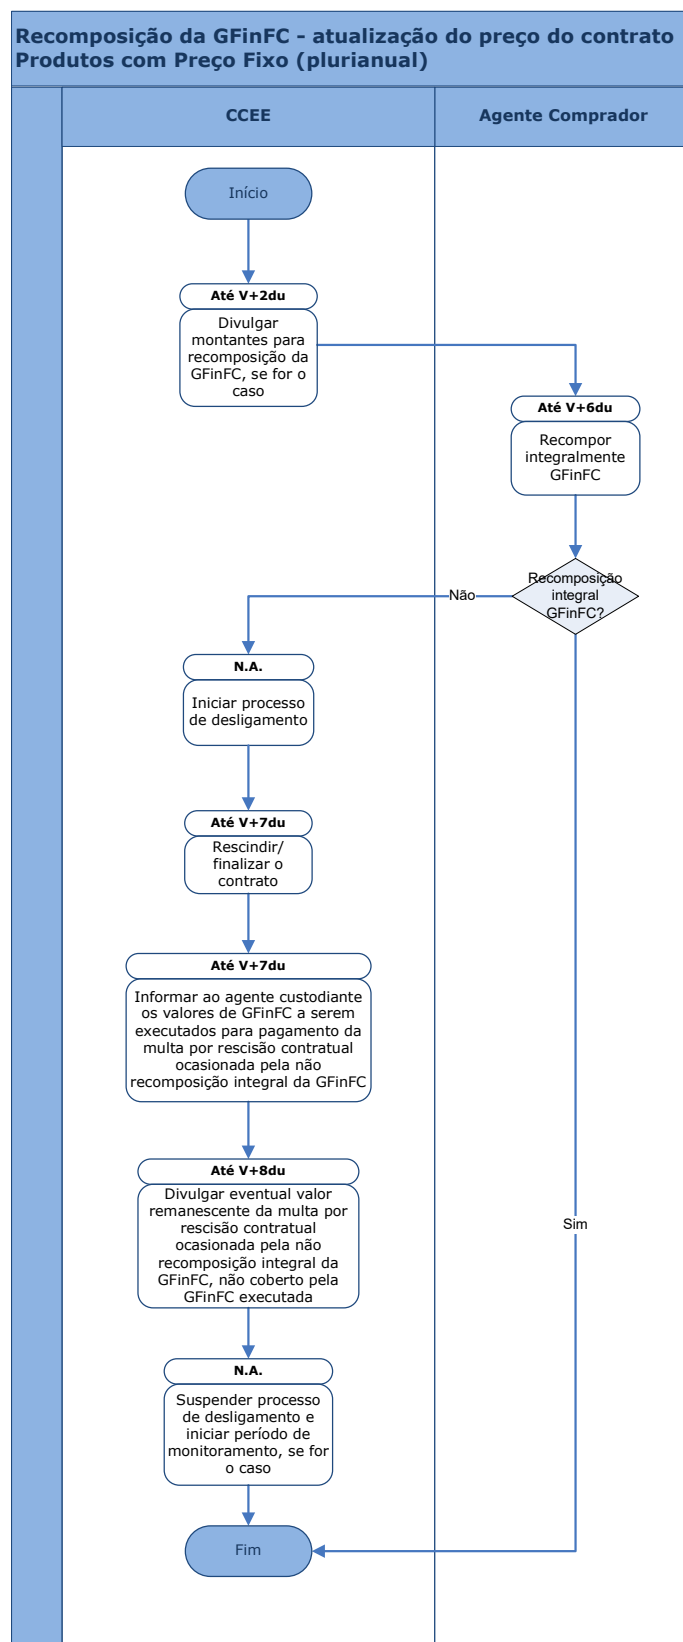 Recomposição da GFinFC - atualização do preço do contrato
Produtos com Preço Fixo (plurianual)
CCEE
Agente Comprador
Início
Até V+2du
Divulgar
montantes para
recomposição da
GFinFC, se for o
caso
Até V+6du
Recompor
integralmente
GFinFC
Recomposição
integral
GFinFC?
Não
N.A.
Iniciar processo
de desligamento
Até V+7du
Rescindir/
finalizar o
contrato
Até V+7du
Informar ao agente custodiante
os valores de GFinFC a serem
executados para pagamento da
multa por rescisão contratual
ocasionada pela não
recomposição integral da GFinFC
Até V+8du
Divulgar eventual valor
remanescente da multa por
rescisão contratual
ocasionada pela não
recomposição integral da
GFinFC, não coberto pela
GFinFC executada
Sim
N.A.
Suspender processo
de desligamento e
iniciar período de
monitoramento, se for
o caso
Fim